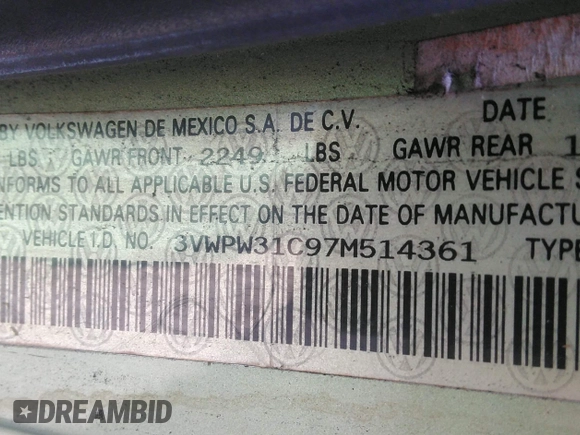 BY VOLKSWAGEN DE MEXICO S.A. DE C.V. DATE
LBS GAWR FRONT 2249 LBS GAWR REAR 1
NFORMS TO ALL APPLICABLE U.S. FEDERAL MOTOR VEHICLE S
ENTION STANDARDS IN EFFECT ON THE DATE OF MANUFACTU
VEHICLE I.D. NO. 3VWPW31C97M514361 TYPE
DREAMBID